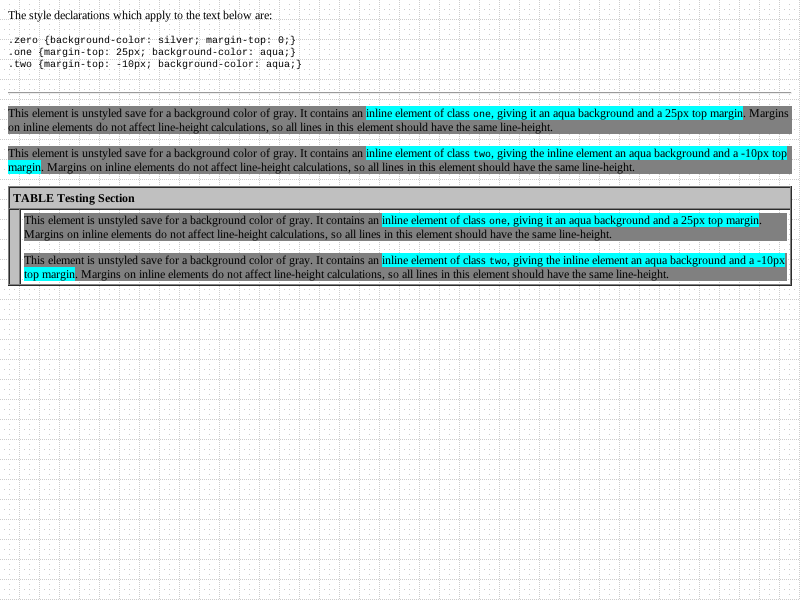 The style declarations which apply to the text below are:
.zero {background-color: silver; margin-top: 0;}
.one {margin-top: 25px; background-color: aqua;}
.two {margin-top: -10px; background-color: aqua;}
This element is unstyled save for a background color of gray. It contains an inline element of class one, giving it an aqua background and a 25px top margin. Margins
on inline elements do not affect line-height calculations, so all lines in this element should have the same line-height.
This element is unstyled save for a background color of gray. It contains an inline element of class two, giving the inline element an aqua background and a -10px top
margin. Margins on inline elements do not affect line-height calculations, so all lines in this element should have the same line-height.
TABLE Testing Section
This element is unstyled save for a background color of gray. It contains an inline element of class one, giving it an aqua background and a 25px top margin.
Margins on inline elements do not affect line-height calculations, so all lines in this element should have the same line-height.
This element is unstyled save for a background color of gray. It contains an inline element of class two, giving the inline element an aqua background and a -10px
top margin. Margins on inline elements do not affect line-height calculations, so all lines in this element should have the same line-height.